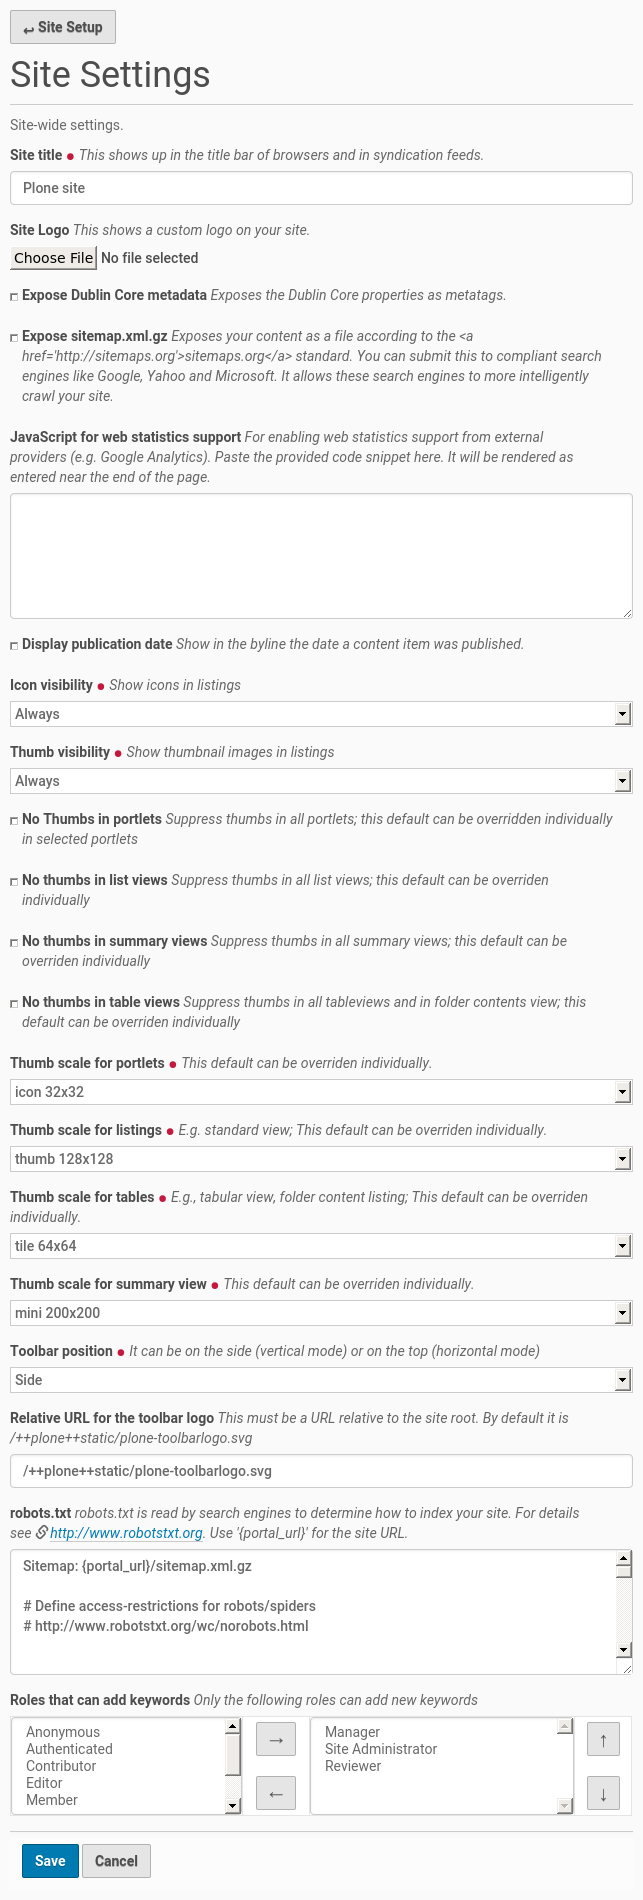 ↩ Site Setup
Site Settings
Site-wide settings.
Site title ● This shows up in the title bar of browsers and in syndication feeds.
Plone site
Site Logo This shows a custom logo on your site.
Choose File No file selected
Expose Dublin Core metadata Exposes the Dublin Core properties as metatags.
Expose sitemap.xml.gz Exposes your content as a file according to the <a
href='http://sitemaps.org'>sitemaps.org</a> standard. You can submit this to compliant search
engines like Google, Yahoo and Microsoft. It allows these search engines to more intelligently
crawl your site.
JavaScript for web statistics support For enabling web statistics support from external
providers (e.g. Google Analytics). Paste the provided code snippet here. It will be rendered as
entered near the end of the page.
Display publication date Show in the byline the date a content item was published.
Icon visibility ● Show icons in listings
Always
Thumb visibility ● Show thumbnail images in listings
Always
No Thumbs in portlets Suppress thumbs in all portlets; this default can be overridden individually
in selected portlets
No thumbs in list views Suppress thumbs in all list views; this default can be overriden
individually
No thumbs in summary views Suppress thumbs in all summary views; this default can be
overriden individually
No thumbs in table views Suppress thumbs in all tableviews and in folder contents view; this
default can be overriden individually
Thumb scale for portlets ● This default can be overriden individually.
icon 32x32
Thumb scale for listings ● E.g. standard view; This default can be overriden individually.
thumb 128x128
Thumb scale for tables ● E.g., tabular view, folder content listing; This default can be overriden
individually.
tile 64x64
Thumb scale for summary view ● This default can be overriden individually.
mini 200x200
Toolbar position ● It can be on the side (vertical mode) or on the top (horizontal mode)
Side
Relative URL for the toolbar logo This must be a URL relative to the site root. By default it is
/++plone++static/plone-toolbarlogo.svg
/++plone++static/plone-toolbarlogo.svg
robots.txt robots.txt is read by search engines to determine how to index your site. For details
see http://www.robotstxt.org. Use '{portal_url}' for the site URL.
Sitemap: {portal_url}/sitemap.xml.gz
# Define access-restrictions for robots/spiders
# http://www.robotstxt.org/wc/norobots.html
Roles that can add keywords Only the following roles can add new keywords
Anonymous
Authenticated
Contributor
Editor
Member
→
←
Manager
Site Administrator
Reviewer
↑
↓
Save Cancel